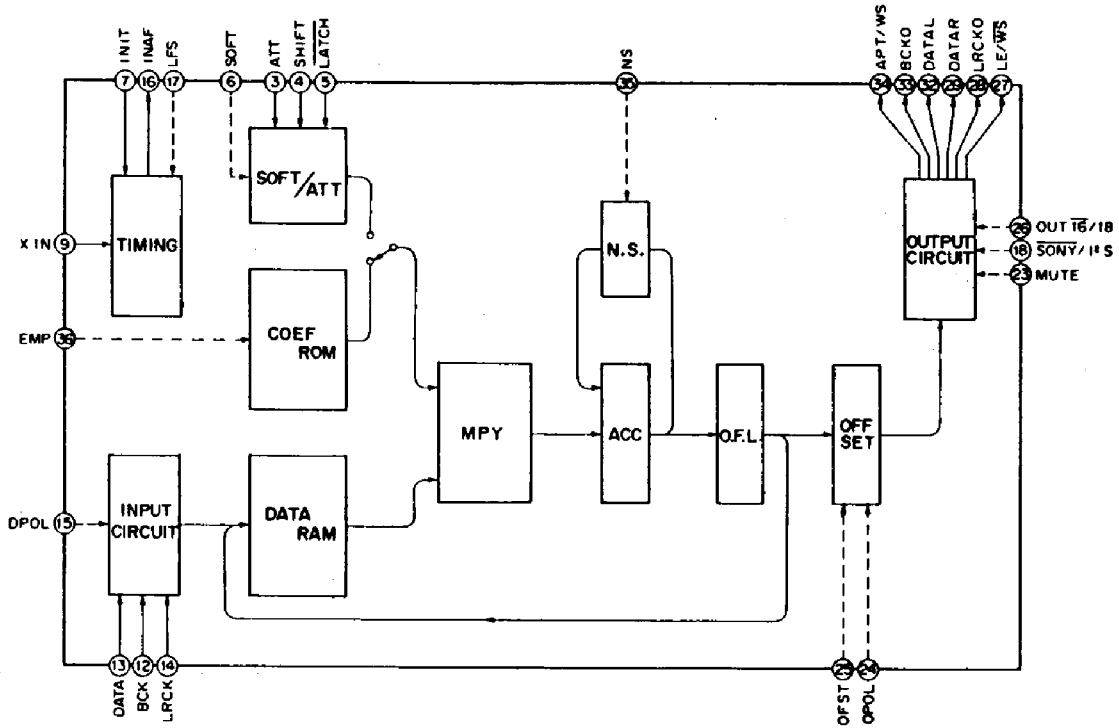 INIT
INAF
LFS
SOFT
ATT
SHIFT
LATCH
NS
APT/WS
BCKO
DATAL
DATAR
LRCKO
LE/WS
7
16
17
6
3
4
5
35
34
33
32
29
28
27
SOFT/ATT
TIMING
X IN
9
N.S.
OUTPUT
CIRCUIT
26
OUT 16/18
18
SONY/I²S
23
MUTE
EMP
36
COEF
ROM
MPY
ACC
O.F.L.
OFF
SET
DPOL
15
INPUT
CIRCUIT
DATA
RAM
13
12
14
DATA
BCK
LRCK
25
24
OFST
OPOL